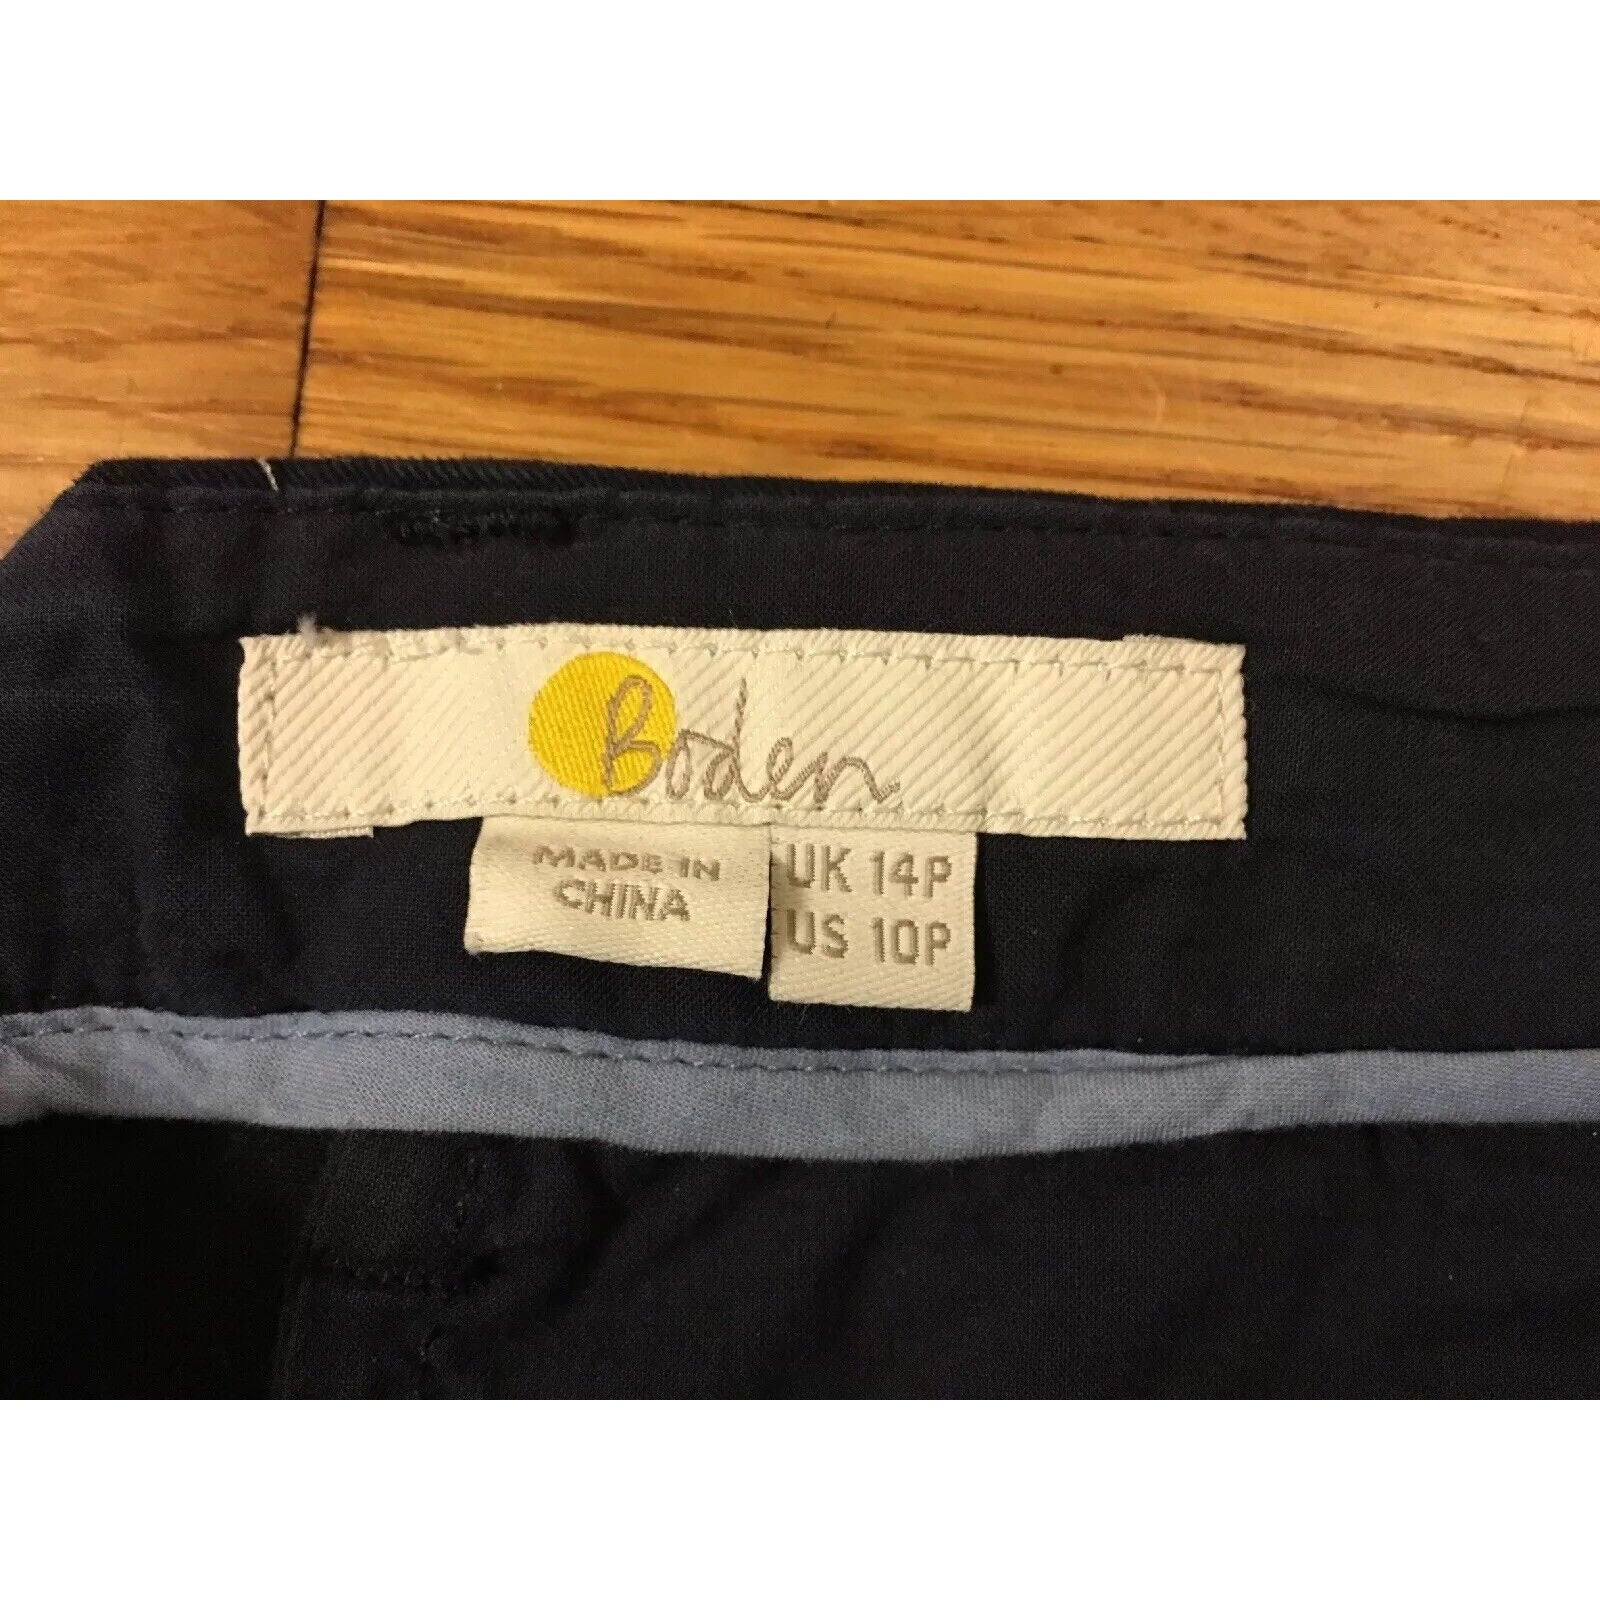 Boden
MADE IN
CHINA
UK 14P
US 10P